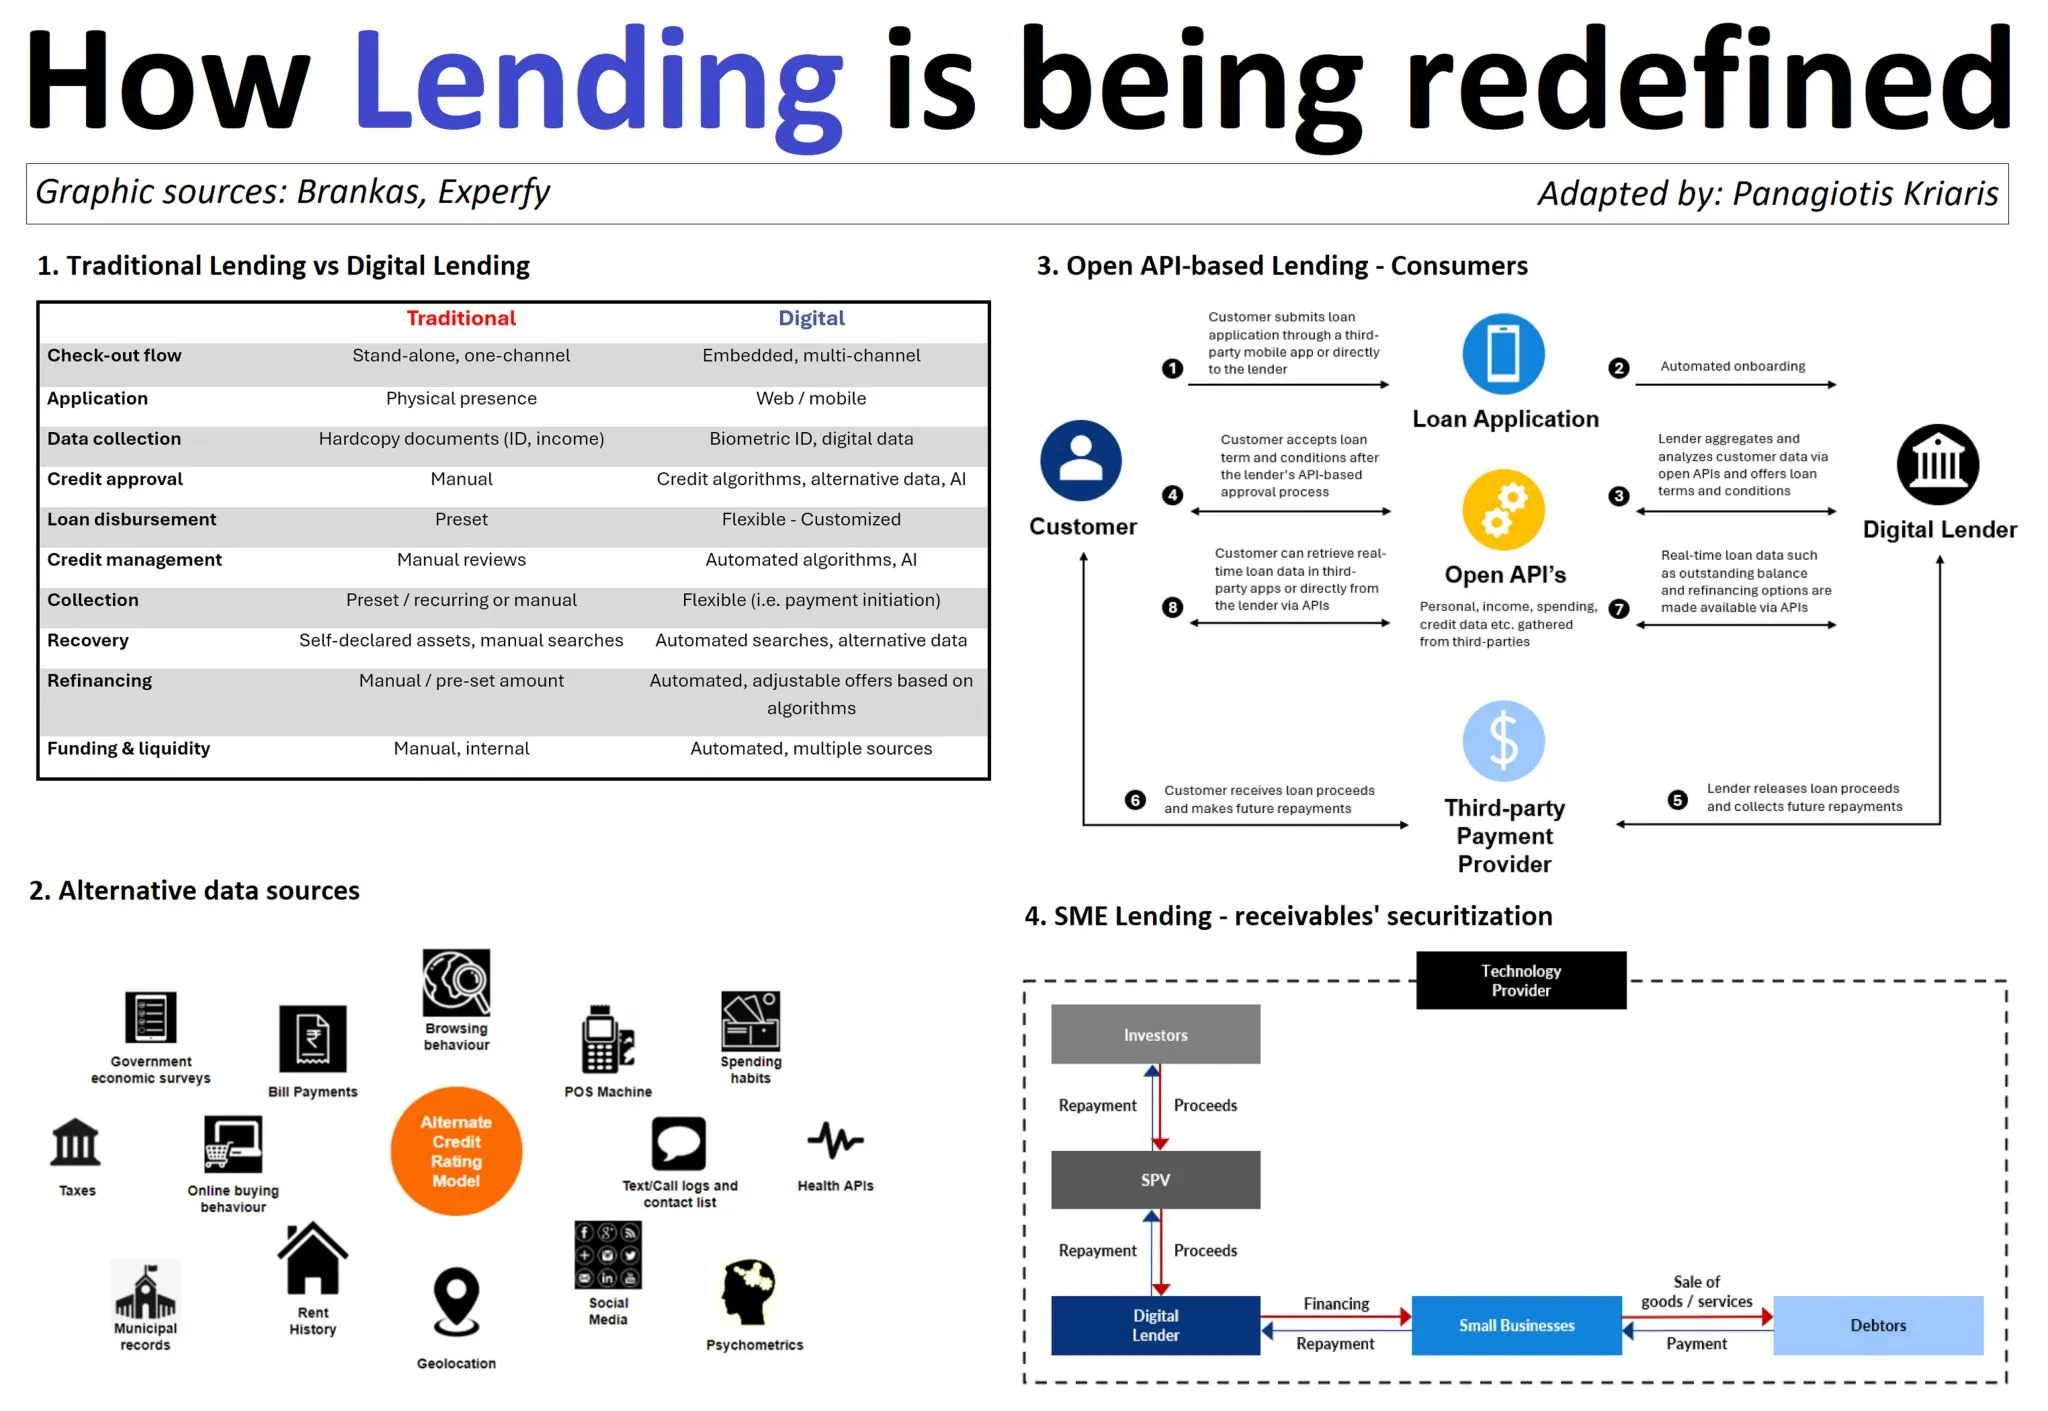 How Lending is being redefined
Graphic sources: Brankas, Experfy
Adapted by: Panagiotis Kriaris
1. Traditional Lending vs Digital Lending
Traditional Digital
Check-out flow Stand-alone, one-channel Embedded, multi-channel
Application Physical presence Web / mobile
Data collection Hardcopy documents (ID, income) Biometric ID, digital data
Credit approval Manual Credit algorithms, alternative data, AI
Loan disbursement Preset Flexible - Customized
Credit management Manual reviews Automated algorithms, AI
Collection Preset / recurring or manual Flexible (i.e. payment initiation)
Recovery Self-declared assets, manual searches Automated searches, alternative data
Refinancing Manual / pre-set amount Automated, adjustable offers based on
algorithms
Funding & liquidity Manual, internal Automated, multiple sources
2. Alternative data sources
Government
economic surveys
Bill Payments
Browsing
behaviour
POS Machine
Spending
habits
Taxes
Online buying
behaviour
Alternate
Credit
Rating
Model
Text/Call logs and
contact list
Health APIs
Municipal
records
Rent
History
Geolocation
Social
Media
Psychometrics
3. Open API-based Lending - Consumers
1
Customer submits loan
application through a third-
party mobile app or directly
to the lender
Loan Application
2
Automated onboarding
Customer
4
Customer accepts loan
term and conditions after
the lender's API-based
approval process
3
Lender aggregates and
analyzes customer data via
open APIs and offers loan
terms and conditions
Digital Lender
8
Customer can retrieve real-
time loan data in third-
party apps or directly from
the lender via APIs
Open API's
Personal, income, spending,
credit data etc. gathered
from third-parties
7
Real-time loan data such
as outstanding balance
and refinancing options are
made available via APIs
6
Customer receives loan proceeds
and makes future repayments
Third-party
Payment
Provider
5
Lender releases loan proceeds
and collects future repayments
4. SME Lending - receivables' securitization
Technology
Provider
Investors
Repayment Proceeds
SPV
Repayment Proceeds
Digital
Lender
Financing
Repayment
Small Businesses
Sale of
goods / services
Payment
Debtors